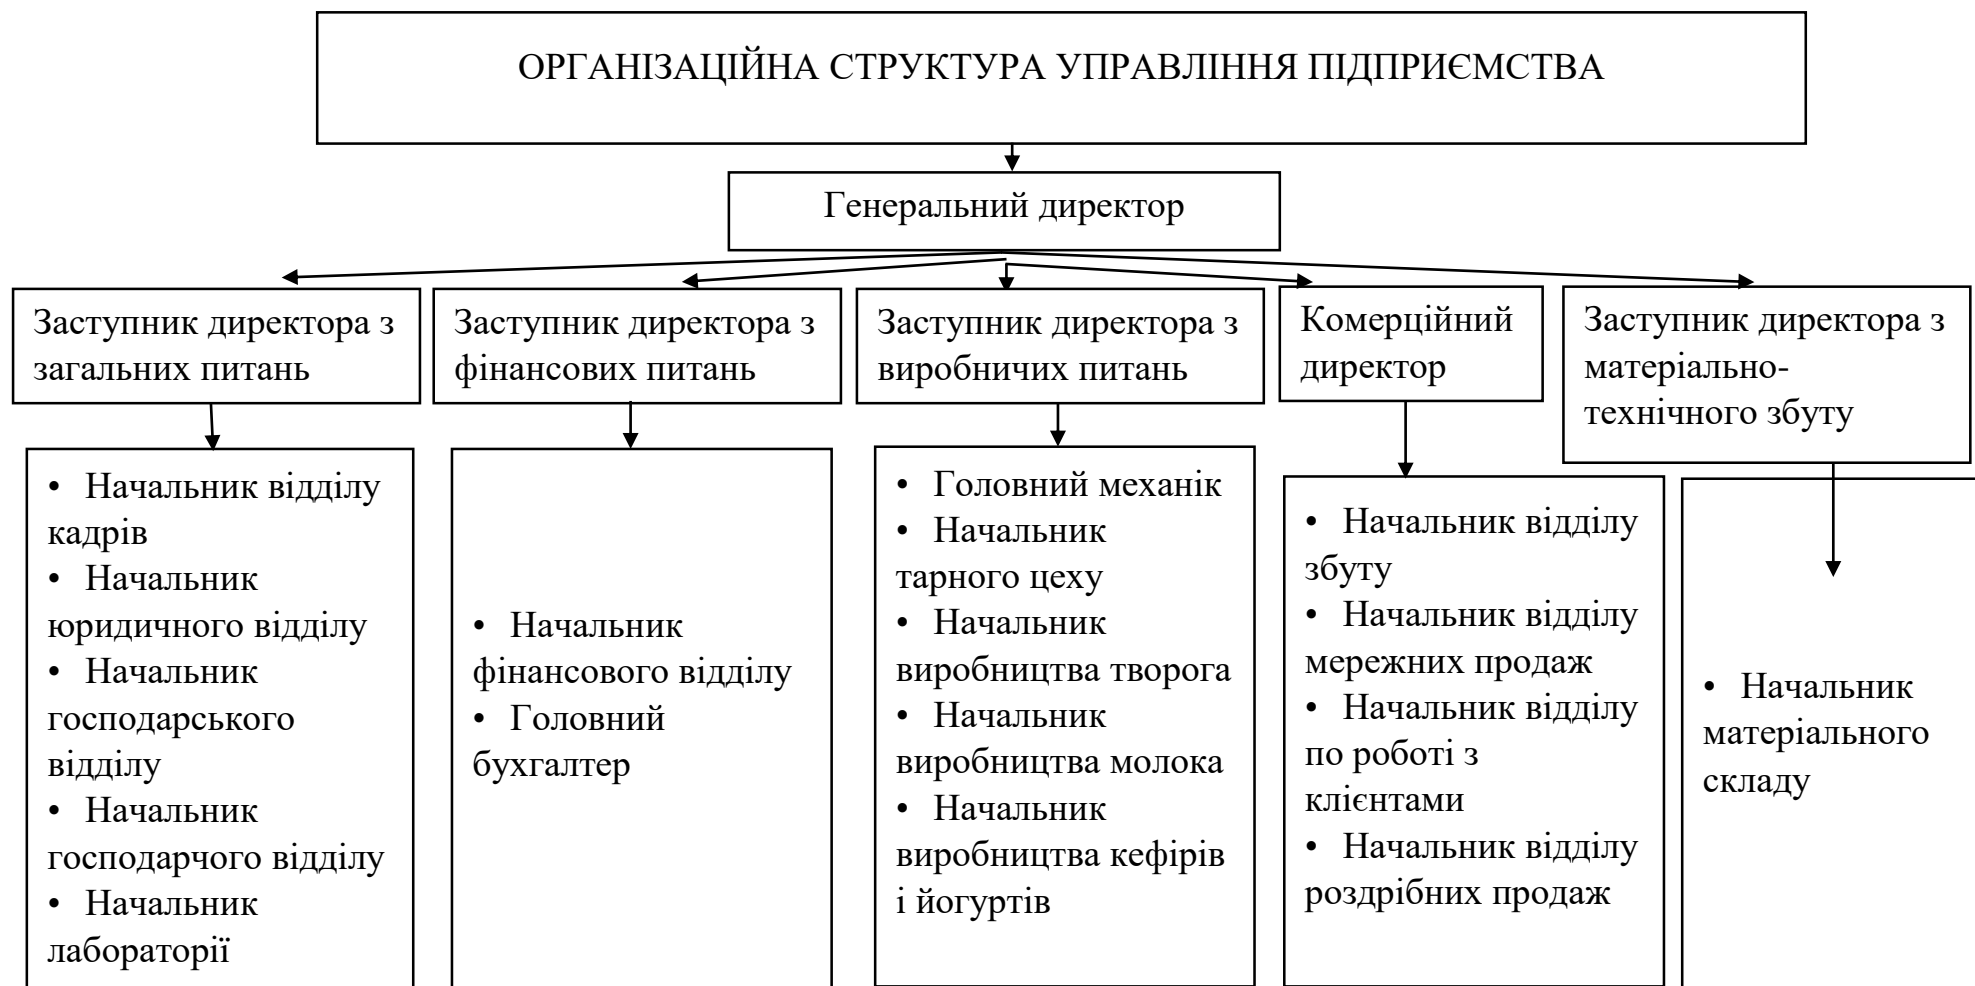 ОРГАНІЗАЦІЙНА СТРУКТУРА УПРАВЛІННЯ ПІДПРИЄМСТВА
Генеральний директор
Заступник директора з
загальних питань
Заступник директора з
фінансових питань
Заступник директора з
виробничих питань
Комерційний
директор
Заступник директора з
матеріально-
технічного збуту
• Начальник відділу
кадрів
• Начальник
юридичного відділу
• Начальник
господарського
відділу
• Начальник
господарчого відділу
• Начальник
лабораторії
• Начальник
фінансового відділу
• Головний
бухгалтер
• Головний механік
• Начальник
тарного цеху
• Начальник
виробництва творога
• Начальник
виробництва молока
• Начальник
виробництва кефірів
і йогуртів
• Начальник відділу
збуту
• Начальник відділу
мережних продаж
• Начальник відділу
по роботі з
клієнтами
• Начальник відділу
роздрібних продаж
• Начальник
матеріального
складу